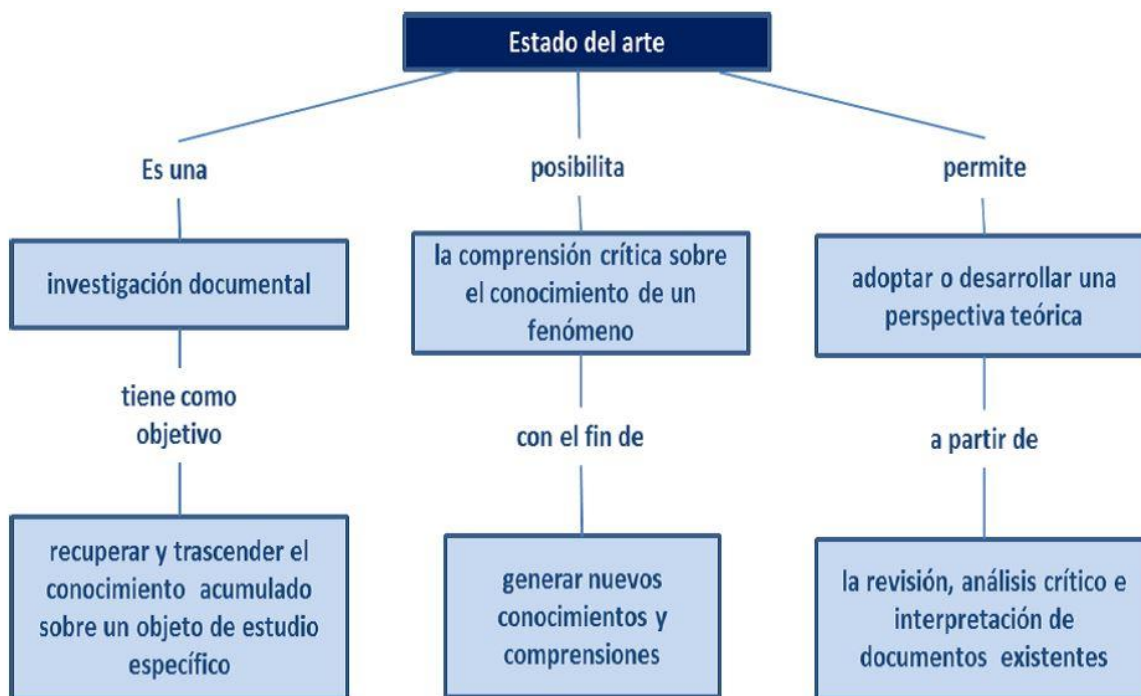 Estado del arte
Es una
posibilita
permite
investigación documental
la comprensión crítica sobre
el conocimiento de un
fenómeno
adoptar o desarrollar una
perspectiva teórica
tiene como
objetivo
con el fin de
a partir de
recuperar y trascender el
conocimiento acumulado
sobre un objeto de estudio
específico
generar nuevos
conocimientos y
comprensiones
la revisión, análisis crítico e
interpretación de
documentos existentes